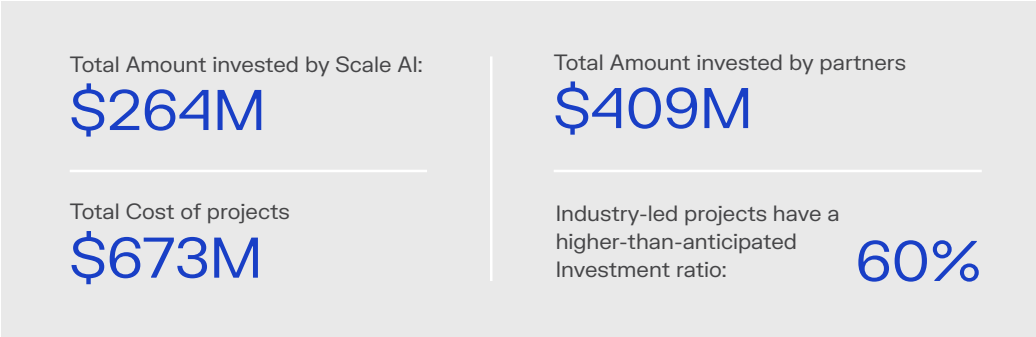 Total Amount invested by Scale AI:
$264M
Total Cost of projects
$673M
Total Amount invested by partners
$409M
Industry-led projects have a
higher-than-anticipated
Investment ratio:
60%